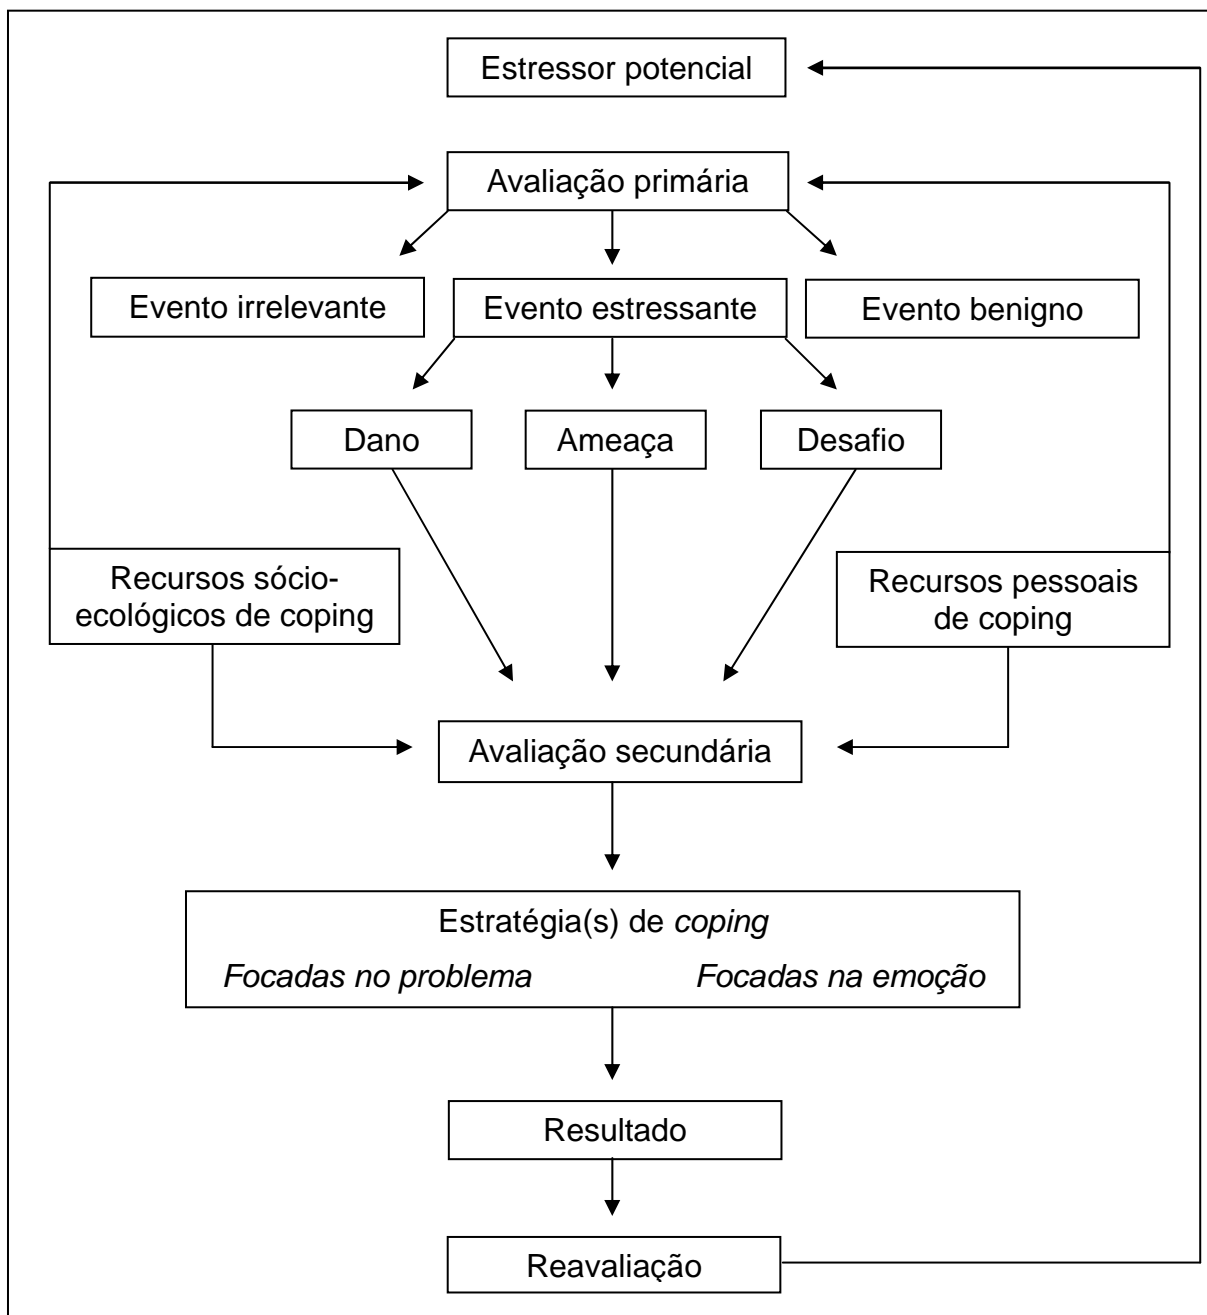 Estressor potencial
Avaliação primária
Evento irrelevante
Evento estressante
Evento benigno
Dano
Ameaça
Desafio
Recursos sócio-
ecológicos de coping
Recursos pessoais
de coping
Avaliação secundária
Estratégia(s) de coping
Focadas no problema
Focadas na emoção
Resultado
Reavaliação